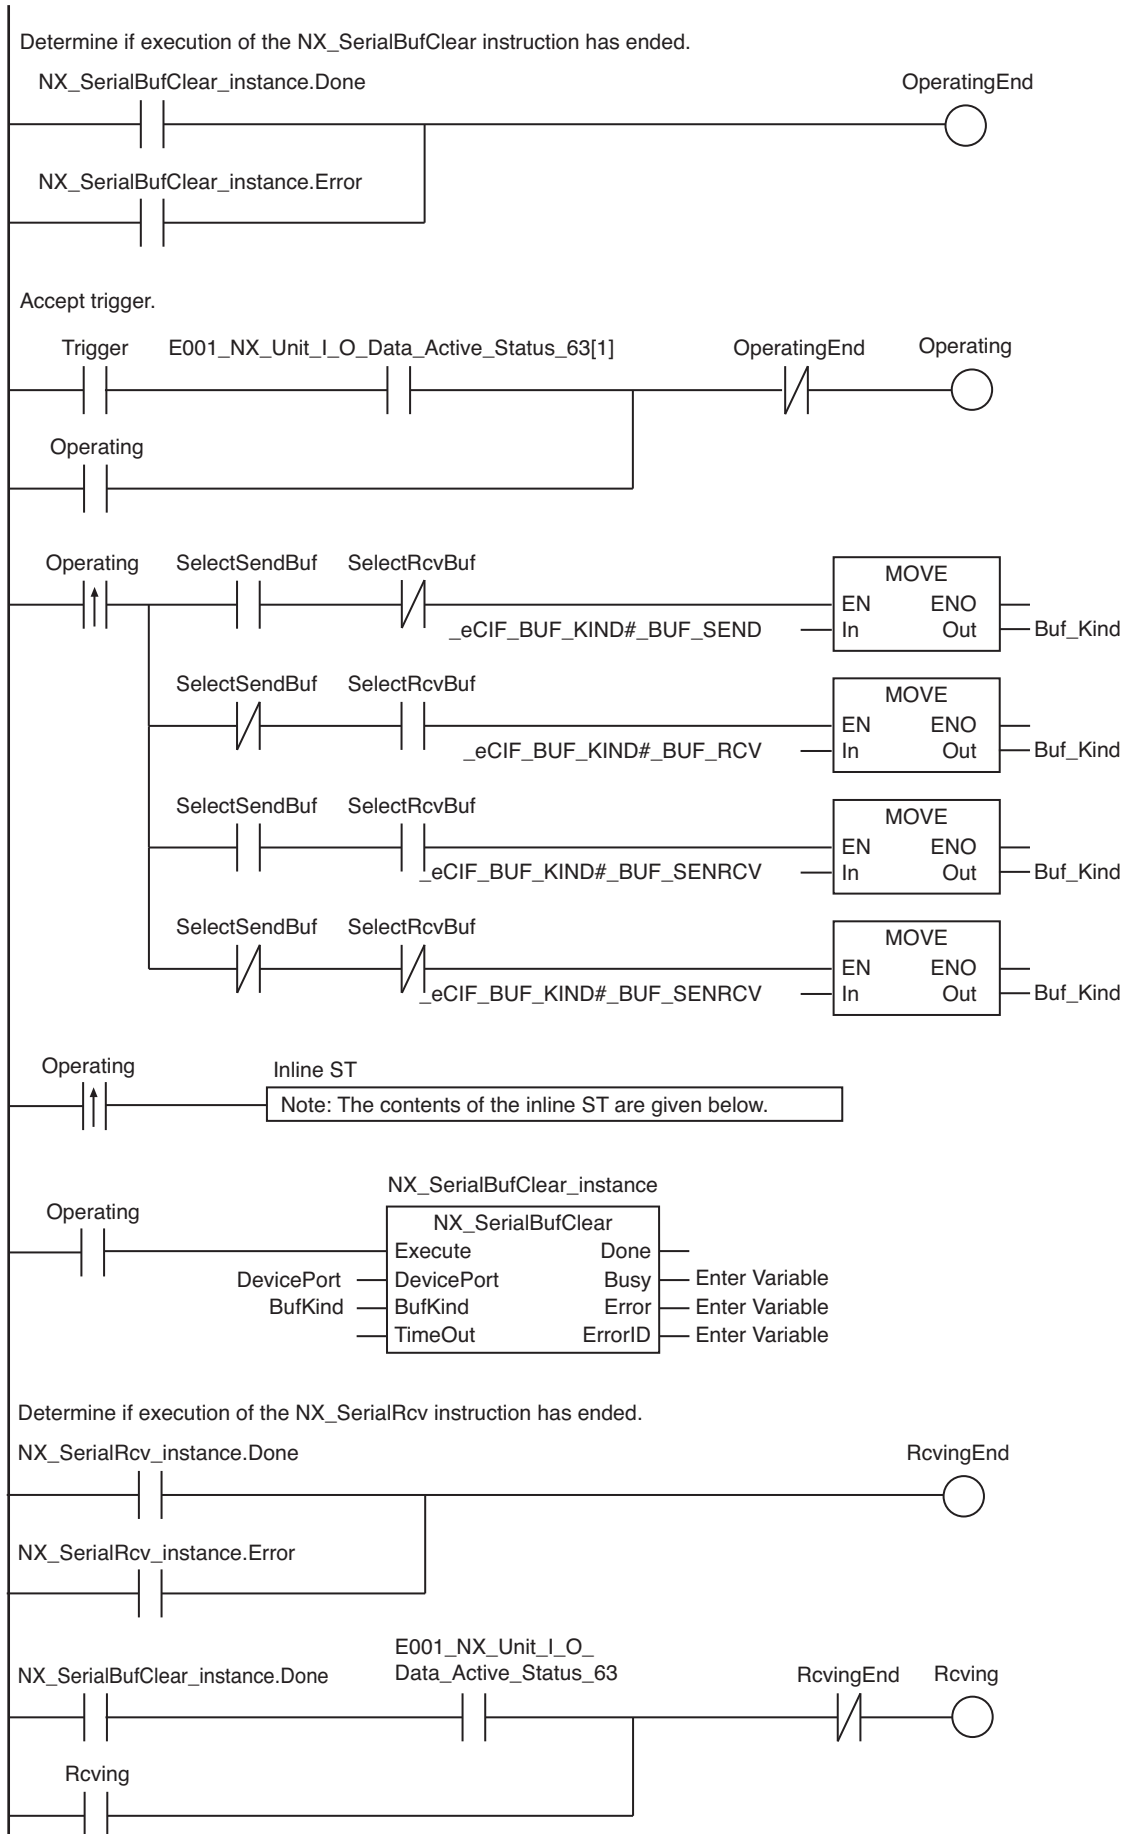 Determine if execution of the NX_SerialBufClear instruction has ended.
NX_SerialBufClear_instance.Done
OperatingEnd
NX_SerialBufClear_instance.Error
Accept trigger.
Trigger
E001_NX_Unit_I_O_Data_Active_Status_63[1]
OperatingEnd
Operating
Operating
Operating
SelectSendBuf
SelectRcvBuf
MOVE
EN ENO
_eCIF_BUF_KIND#_BUF_SEND
In Out
Buf_Kind
SelectSendBuf
SelectRcvBuf
MOVE
EN ENO
_eCIF_BUF_KIND#_BUF_RCV
In Out
Buf_Kind
SelectSendBuf
SelectRcvBuf
MOVE
EN ENO
_eCIF_BUF_KIND#_BUF_SENRCV
In Out
Buf_Kind
SelectSendBuf
SelectRcvBuf
MOVE
EN ENO
_eCIF_BUF_KIND#_BUF_SENRCV
In Out
Buf_Kind
Operating
Inline ST
Note: The contents of the inline ST are given below.
NX_SerialBufClear_instance
Operating
NX_SerialBufClear
Execute Done
DevicePort DevicePort Busy Enter Variable
BufKind BufKind Error Enter Variable
TimeOut ErrorID Enter Variable
Determine if execution of the NX_SerialRcv instruction has ended.
NX_SerialRcv_instance.Done
RcvingEnd
NX_SerialRcv_instance.Error
E001_NX_Unit_I_O_
Data_Active_Status_63
NX_SerialBufClear_instance.Done
RcvingEnd
Rcving
Rcving